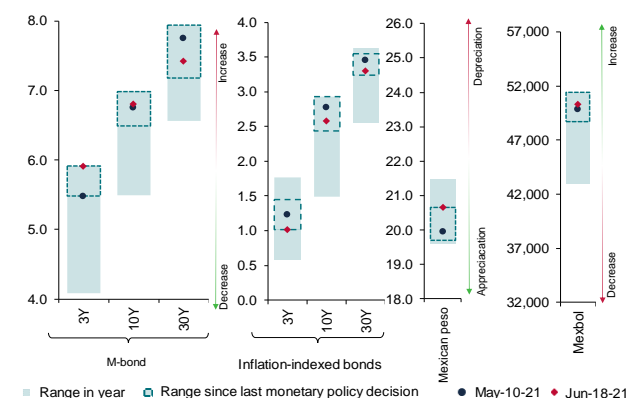 8.0
7.0
6.0
5.0
4.0
3Y
10Y
30Y
M-bond
Increase
Decrease
4.0
3.5
3.0
2.5
2.0
1.5
1.0
0.5
0.0
3Y
10Y
30Y
Inflation-indexed bonds
26.0
25.0
24.0
23.0
22.0
21.0
20.0
19.0
18.0
Mexican peso
Depreciation
Appreciacation
57,000
52,000
47,000
42,000
37,000
32,000
Mexbol
Increase
Decrease
Range in year
Range since last monetary policy decision
May-10-21
Jun-18-21